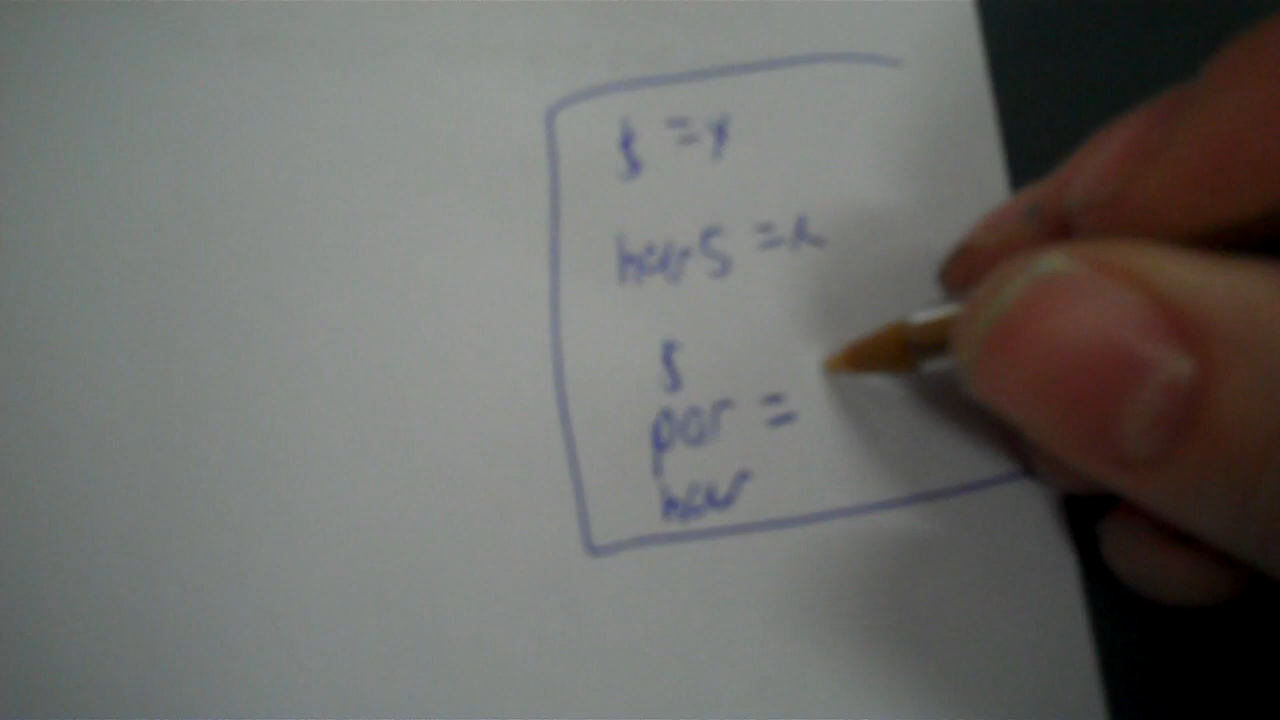 $ = y
hours = x
$
per =
hour